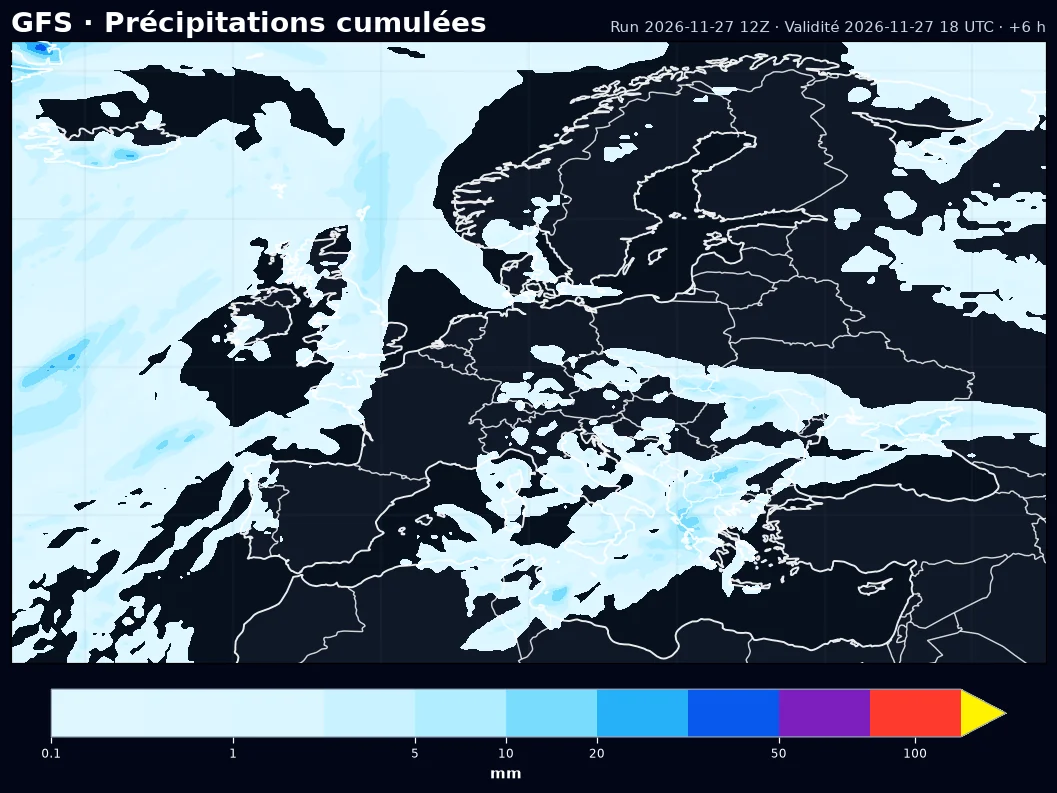 GFS · Précipitations cumulées
Run 2026-11-27 12Z · Validité 2026-11-27 18 UTC · +6 h
0.1 1 5 10 20 50 100
mm